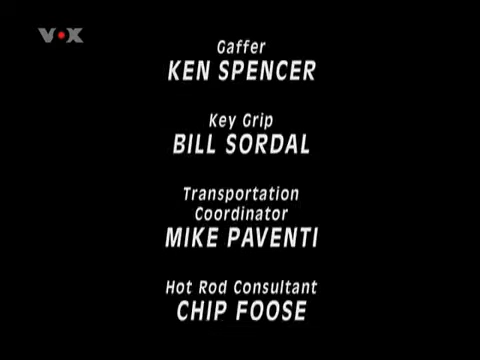 VOX
Gaffer
KEN SPENCER
Key Grip
BILL SORDAL
Transportation
Coordinator
MIKE PAVENTI
Hot Rod Consultant
CHIP FOOSE